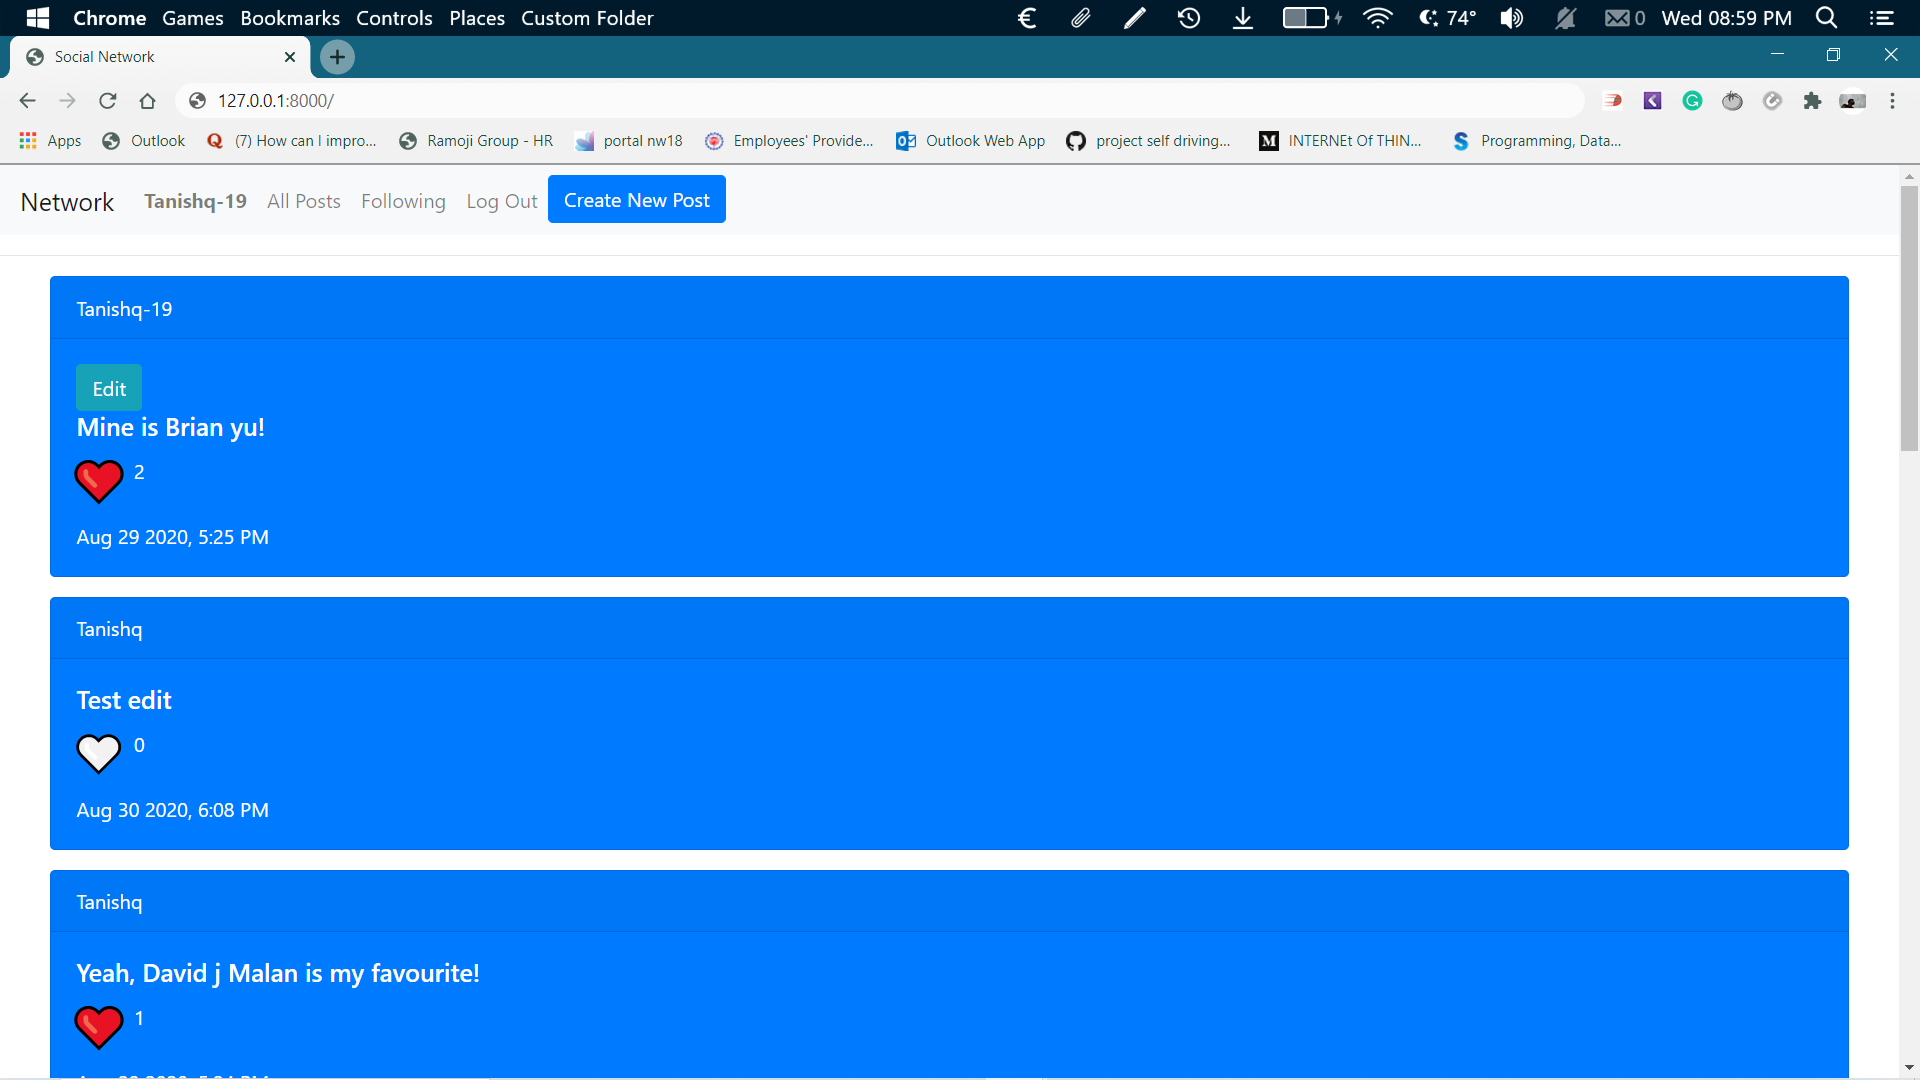 Chrome Games Bookmarks Controls Places Custom Folder 74° 0 Wed 08:59 PM
Social Network
127.0.0.1:8000/
Apps Outlook (7) How can I impro... Ramoji Group - HR portal nw18 Employees' Provide... Outlook Web App project self driving... INTERNEt Of THIN... Programming, Data...
Network Tanishq-19 All Posts Following Log Out Create New Post
Tanishq-19
Edit
Mine is Brian yu!
2
Aug 29 2020, 5:25 PM
Tanishq
Test edit
0
Aug 30 2020, 6:08 PM
Tanishq
Yeah, David j Malan is my favourite!
1